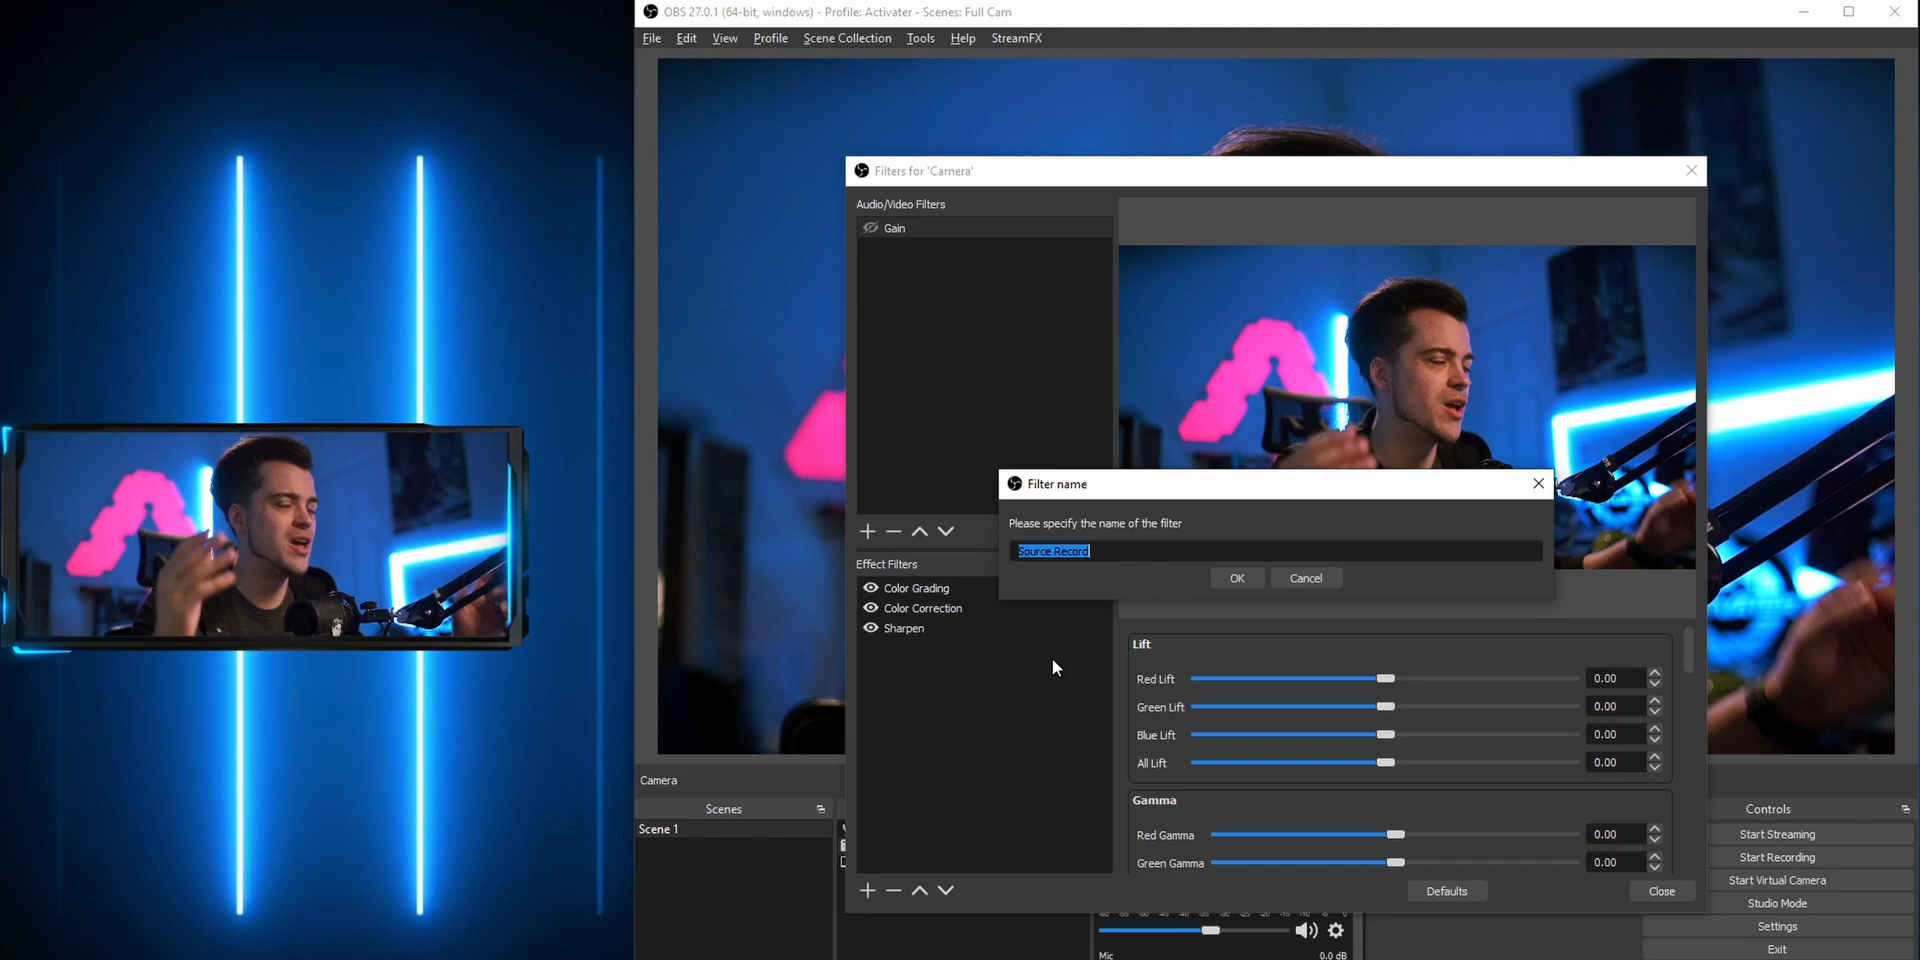 OBS 27.0.1 (64-bit, windows) - Profile: Activater - Scenes: Full Cam
File Edit View Profile Scene Collection Tools Help StreamFX
Filters for 'Camera'
Audio/Video Filters
Gain
Filter name
Please specify the name of the filter
Source Record
OK Cancel
Effect Filters
Color Grading
Color Correction
Sharpen
Lift
Red Lift 0.00
Green Lift 0.00
Blue Lift 0.00
All Lift 0.00
Gamma
Red Gamma 0.00
Green Gamma 0.00
Defaults Close
Camera
Scenes
Scene 1
Controls
Start Streaming
Start Recording
Start Virtual Camera
Studio Mode
Settings
Exit
Mic 0.0 dB